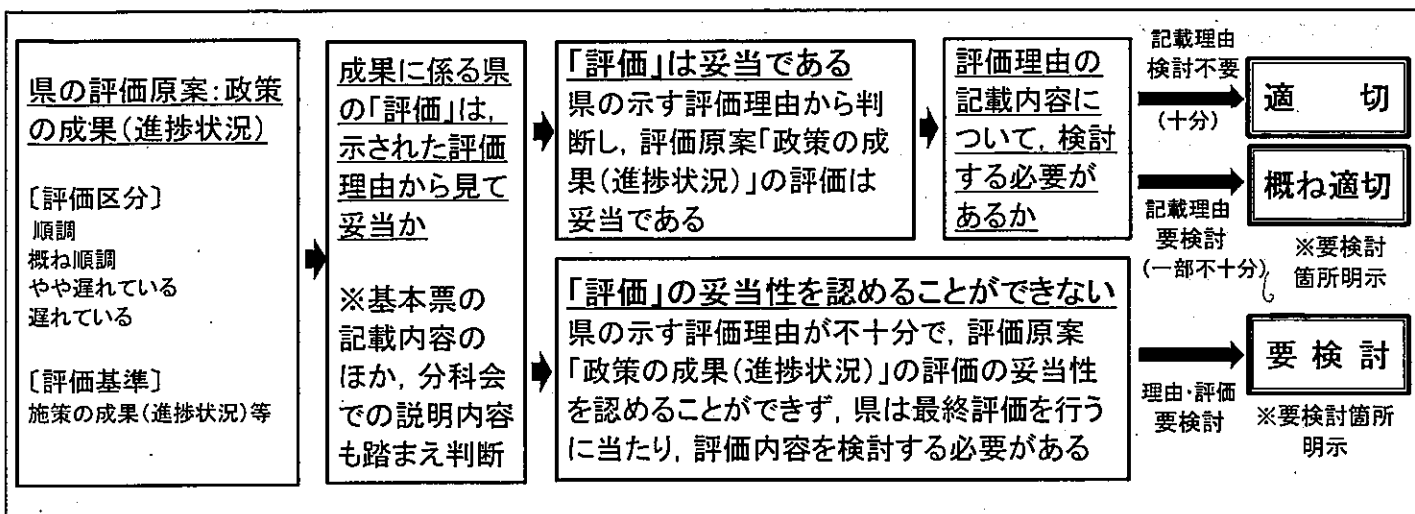 県の評価原案:政策
の成果(進捗状況)
〔評価区分〕
順調
概ね順調
やや遅れている
遅れている
〔評価基準〕
施策の成果(進捗状況)等
成果に係る県
の「評価」は,
示された評価
理由から見て
妥当か
※基本票の
記載内容の
ほか, 分科会
での説明内容
も踏まえ判断
「評価」は妥当である
県の示す評価理由から判
断し, 評価原案「政策の成
果(進捗状況)」の評価は
妥当である
評価理由の
記載内容に
ついて, 検討
する必要が
あるか
「評価」の妥当性を認めることができない
県の示す評価理由が不十分で, 評価原案
「政策の成果(進捗状況)」の評価の妥当性
を認めることができず, 県は最終評価を行う
に当たり, 評価内容を検討する必要がある
記載理由
検討不要
(十分)
適 切
記載理由
要検討
(一部不十分)
概ね適切
※要検討
箇所明示
理由・評価
要検討
要 検 討
※要検討箇所
明示